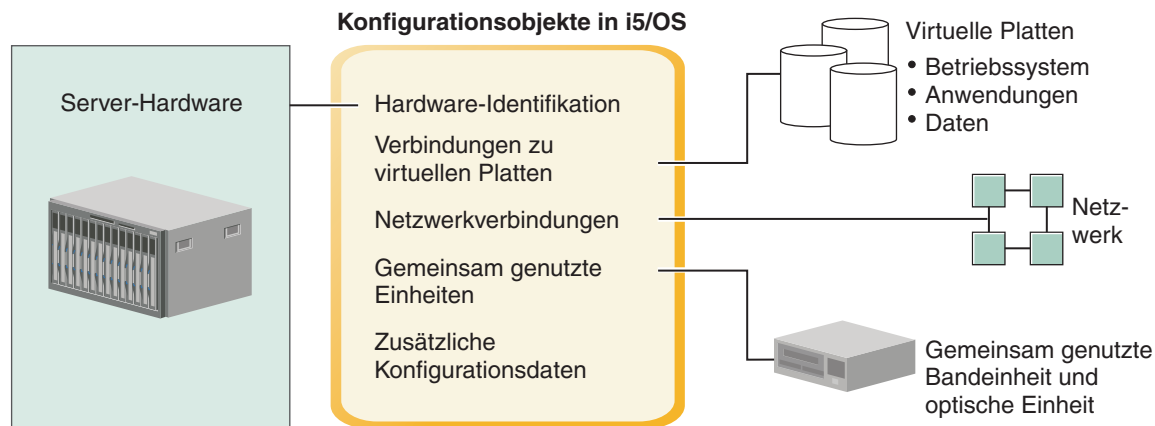 Konfigurationsobjekte in i5/OS
Server-Hardware
Hardware-Identifikation
Verbindungen zu
virtuellen Platten
Netzwerkverbindungen
Gemeinsam genutzte
Einheiten
Zusätzliche
Konfigurationsdaten
Virtuelle Platten
• Betriebssystem
• Anwendungen
• Daten
Netz-
werk
Gemeinsam genutzte
Bandeinheit und
optische Einheit